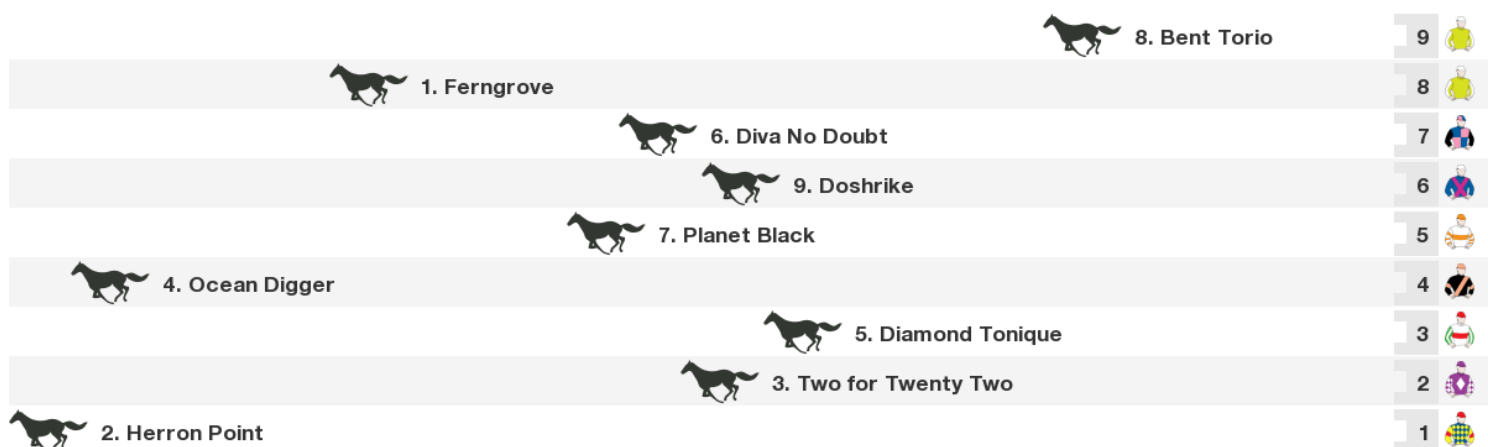 8. Bent Torio 9
1. Ferngrove 8
6. Diva No Doubt 7
9. Doshrike 6
7. Planet Black 5
4. Ocean Digger 4
5. Diamond Tonique 3
3. Two for Twenty Two 2
2. Herron Point 1